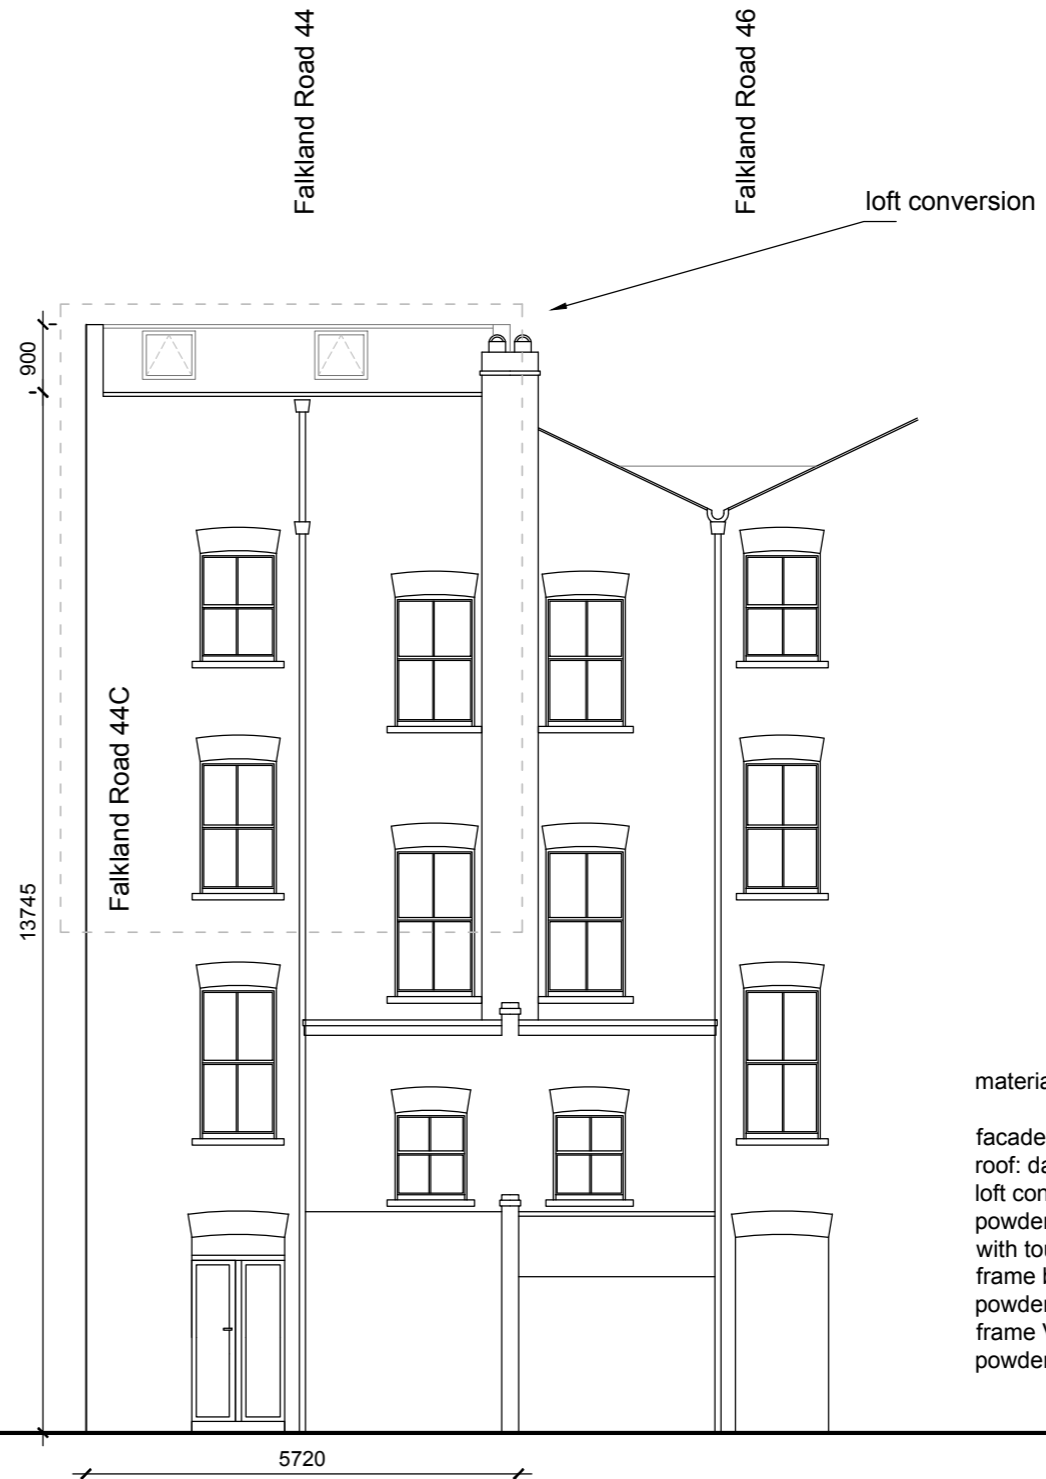 Falkland Road 44
Falkland Road 46
loft conversion
900
Falkland Road 44C
13745
materia
facade
roof: da
loft con
powder
with tou
frame b
powder
frame V
powder
5720